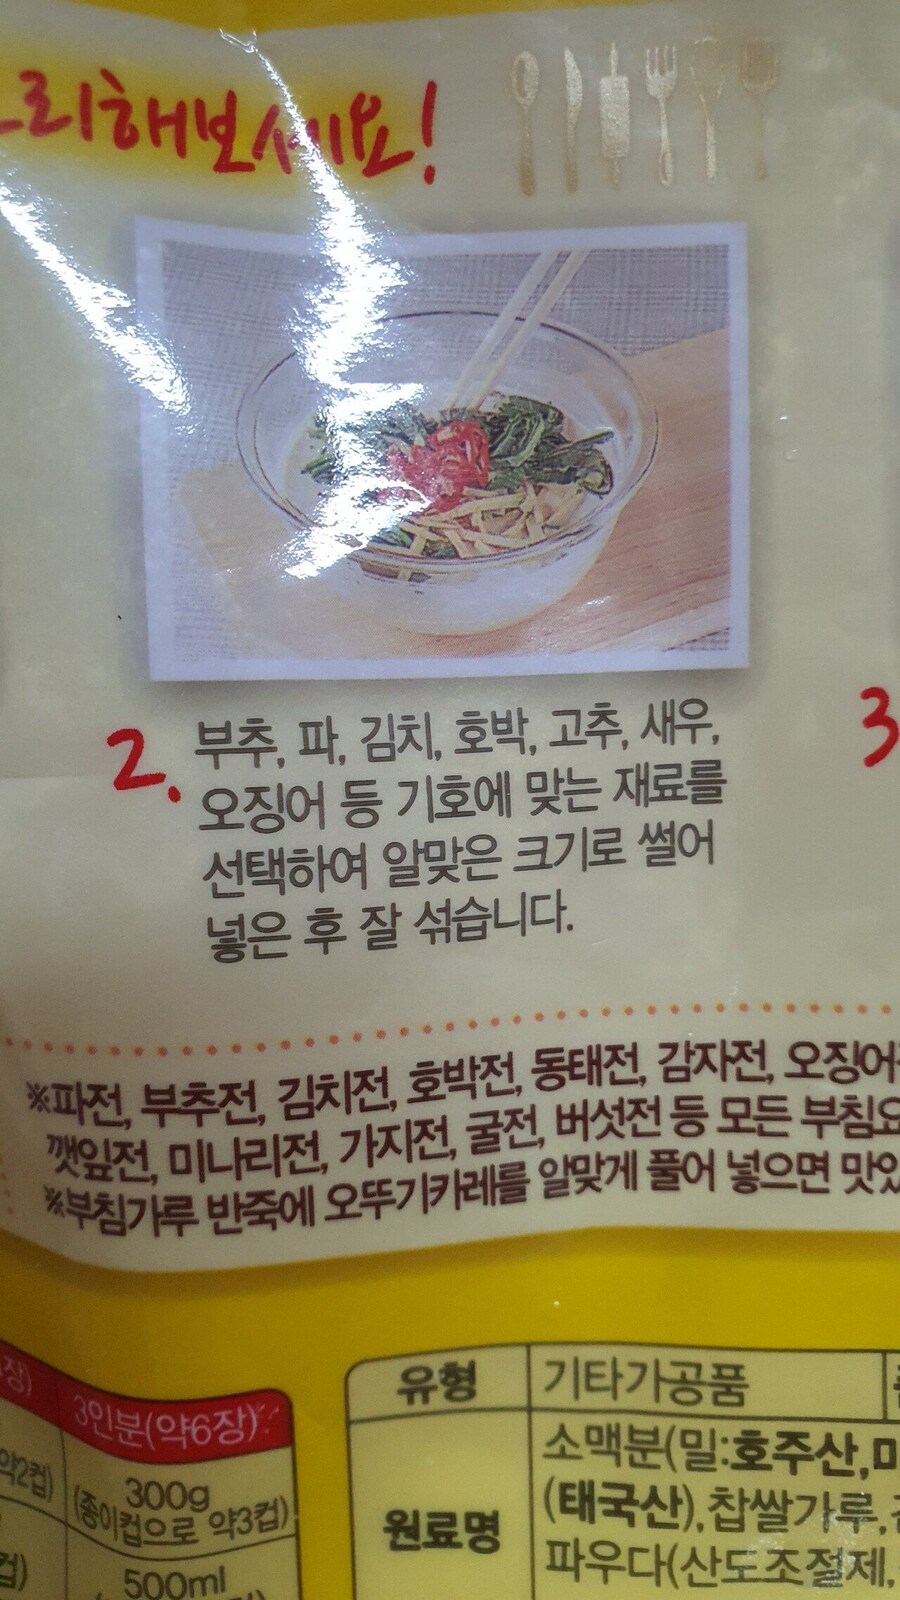 리해보세요!
2. 부추, 파, 김치, 호박, 고추, 새우,
오징어 등 기호에 맞는 재료를
선택하여 알맞은 크기로 썰어
넣은 후 잘 섞습니다.
3
※파전, 부추전, 김치전, 호박전, 동태전, 감자전, 오징어
깻잎전, 미나리전, 가지전, 굴전, 버섯전 등 모든 부침요
※부침가루 반죽에 오뚜기카레를 알맞게 풀어 넣으면 맛있
장)
3인분(약6장)
약2컵)
300g
(종이컵으로 약3컵)
컵)
500ml
유형
기타가공품
원료명
소맥분(밀:호주산,미
(태국산),찹쌀가루,
파우다(산도조절제,